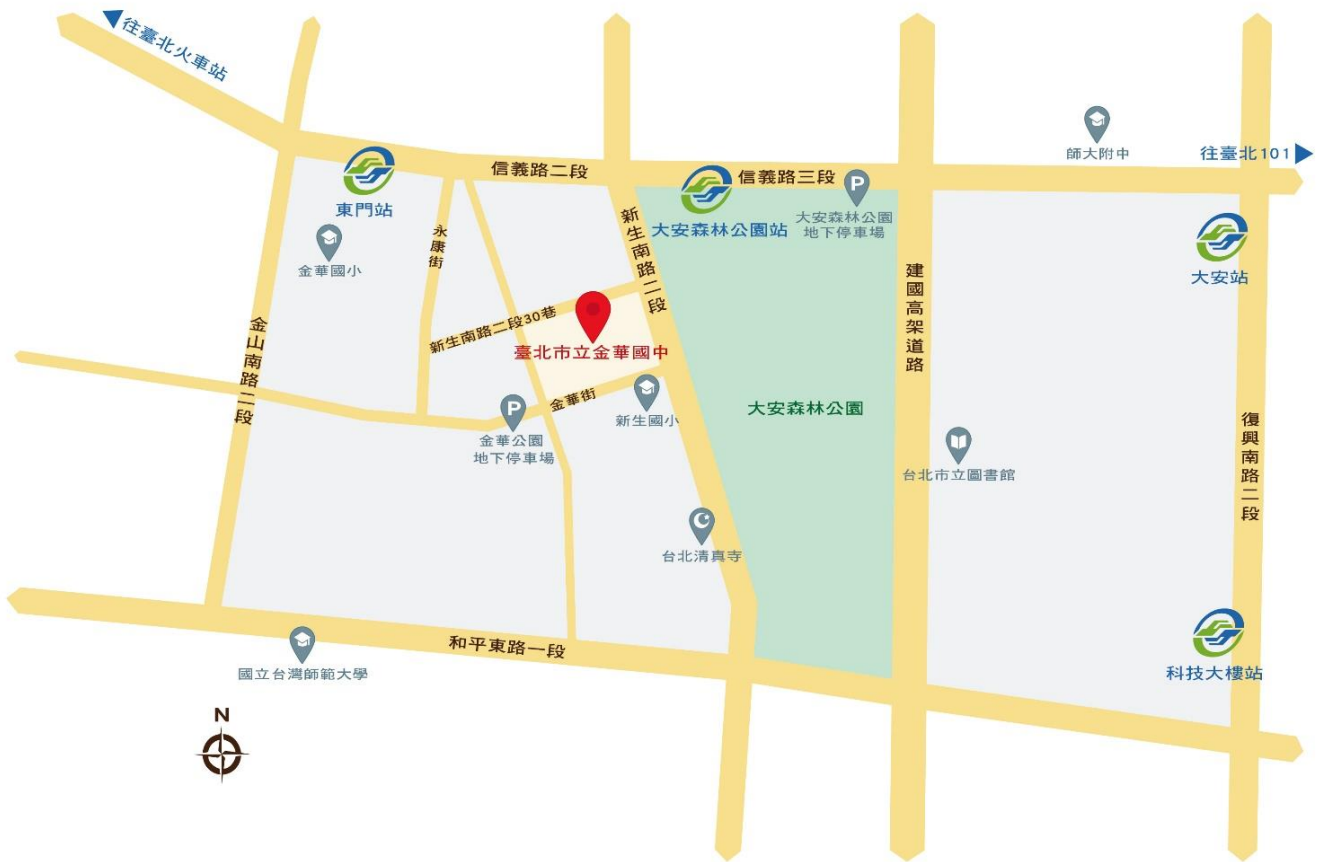 往臺北火車站
師大附中
往臺北101
信義路二段
信義路三段
東門站
大安森林公園站
大安森林公園
地下停車場
新生南路二段
永康街
金華國小
大安站
建國高架道路
新生南路二段30巷
金山南路二段
臺北市立金華國中
金華街
新生國小
大安森林公園
復興南路二段
金華公園
地下停車場
台北市立圖書館
台北清真寺
和平東路一段
國立台灣師範大學
科技大樓站
N
P
P